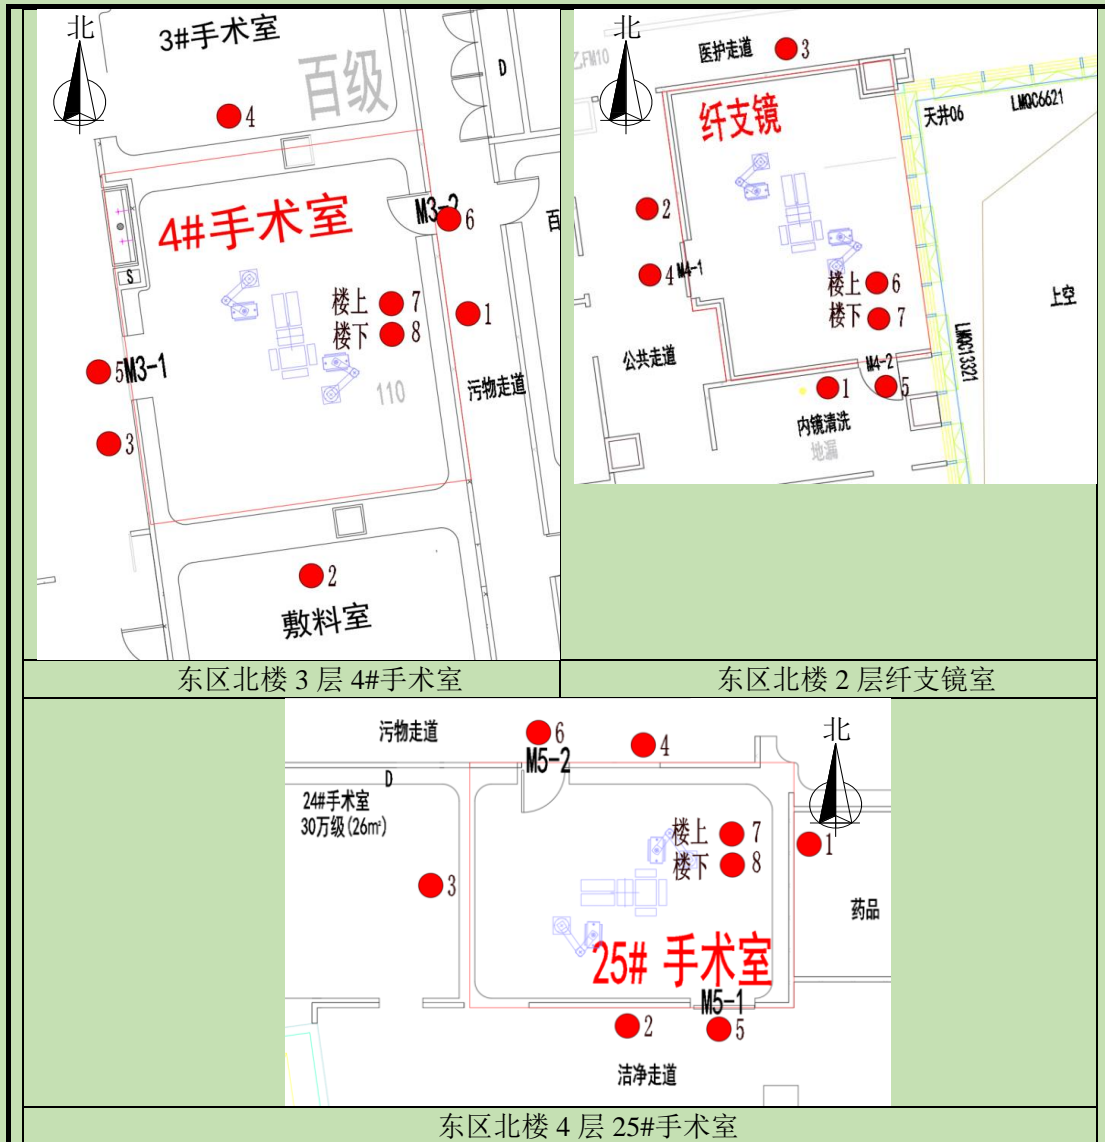 北
3#手术室
百级
D
4
M3-2
6
百
4#手术室
S
楼上 7
楼下 8
1
5 M3-1
110
污物走道
3
2
敷料室
东区北楼 3 层 4#手术室
北
乙FM10
医护走道
3
纤支镜
天井06
LMQC6621
2
4 M4-1
楼上 6
楼下 7
上空
公共走道
LMQC13321
M4-2
1
5
内镜清洗
地漏
东区北楼 2 层纤支镜室
污物走道
6
4
北
M5-2
D
24#手术室
30万级(26㎡)
楼上 7
楼下 8
1
3
药品
25# 手术室
M5-1
2
5
洁净走道
东区北楼 4 层 25#手术室